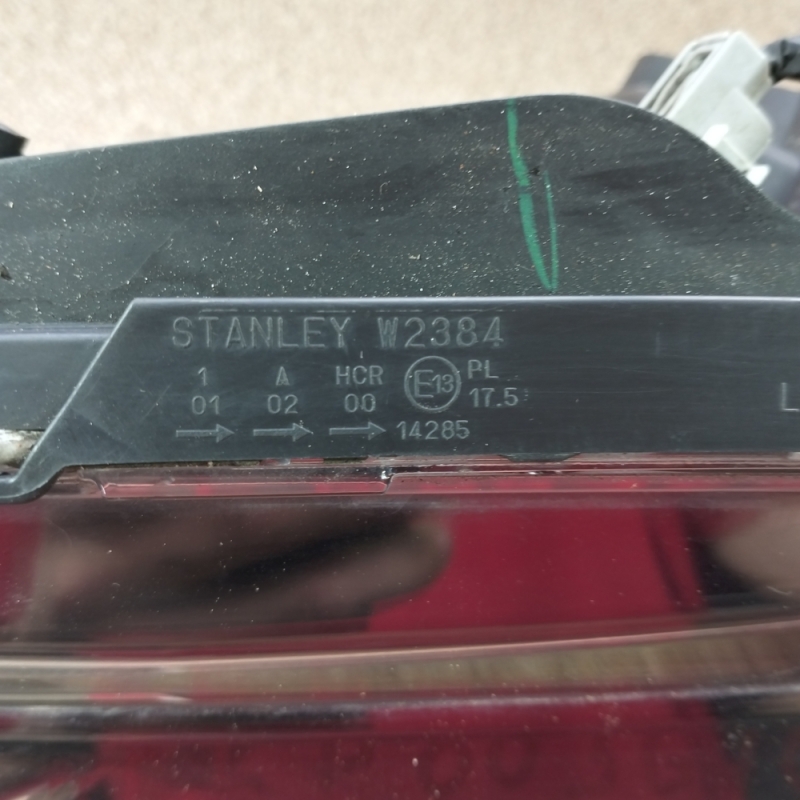 STANLEY W2384
1 A HCR E13 PL
01 02 00 17.5
→ → → 14285
L